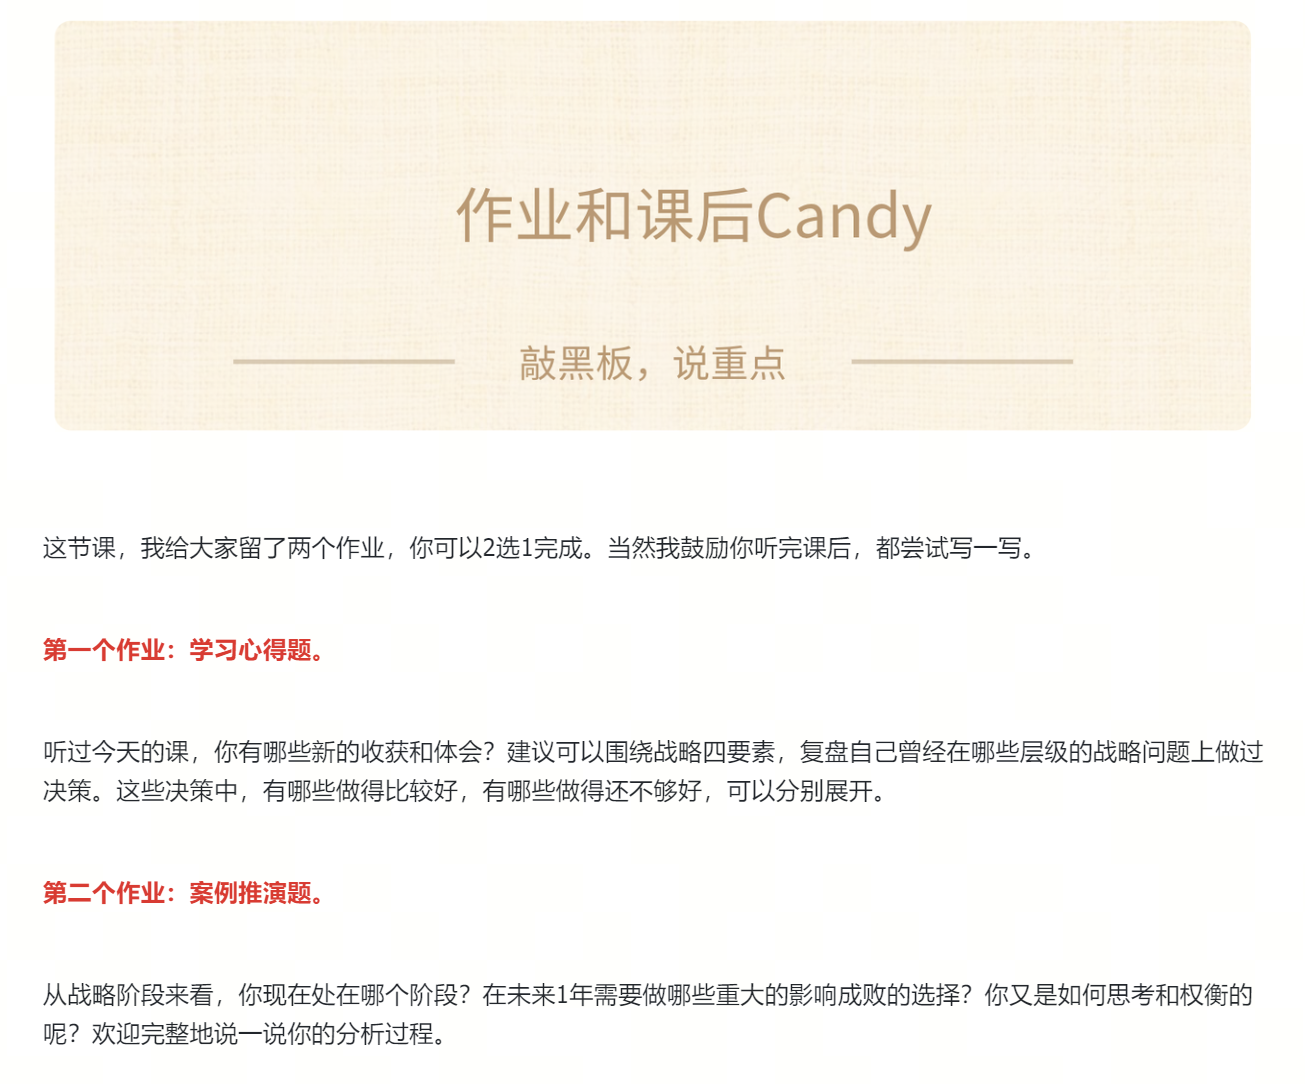 作业和课后Candy
敲黑板，说重点
这节课，我给大家留了两个作业，你可以2选1完成。当然我鼓励你听完课后，都尝试写一写。
第一个作业：学习心得题。
听过今天的课，你有哪些新的收获和体会？建议可以围绕战略四要素，复盘自己曾经在哪些层级的战略问题上做过
决策。这些决策中，有哪些做得比较好，有哪些做得还不够好，可以分别展开。
第二个作业：案例推演题。
从战略阶段来看，你现在处在哪个阶段？在未来1年需要做哪些重大的影响成败的选择？你又是如何思考和权衡的
呢？欢迎完整地说一说你的分析过程。